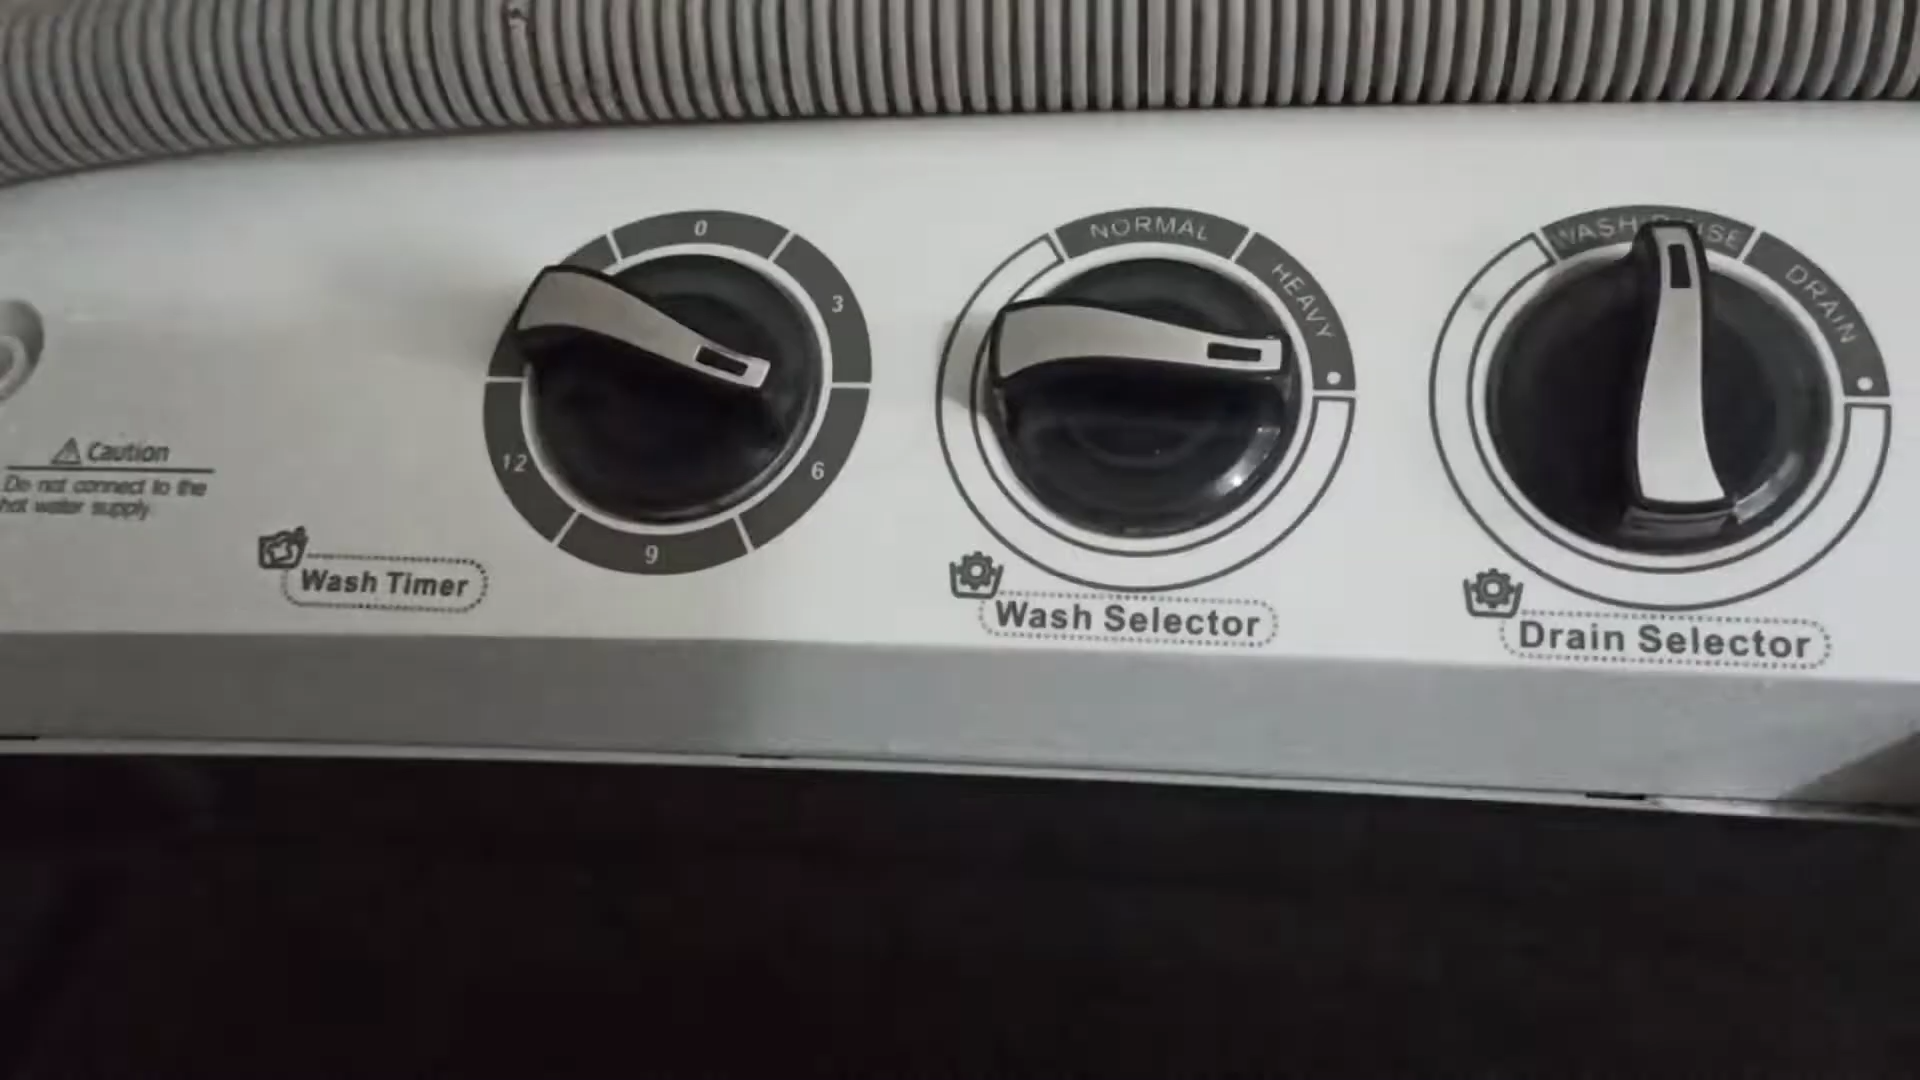 0
3
6
9
12
NORMAL
HEAVY
DRAIN
Caution
Do not connect to the
hot water supply
Wash Timer
Wash Selector
Drain Selector